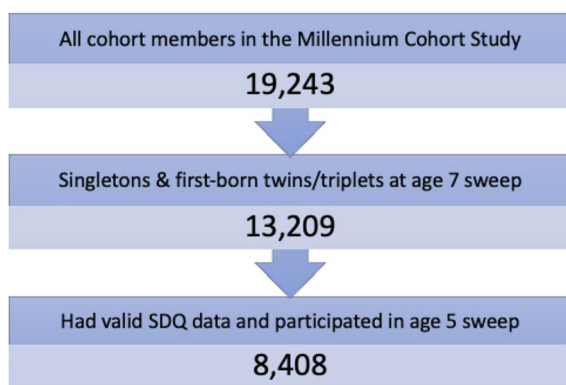 All cohort members in the Millennium Cohort Study
19,243
Singletons & first-born twins/triplets at age 7 sweep
13,209
Had valid SDQ data and participated in age 5 sweep
8,408